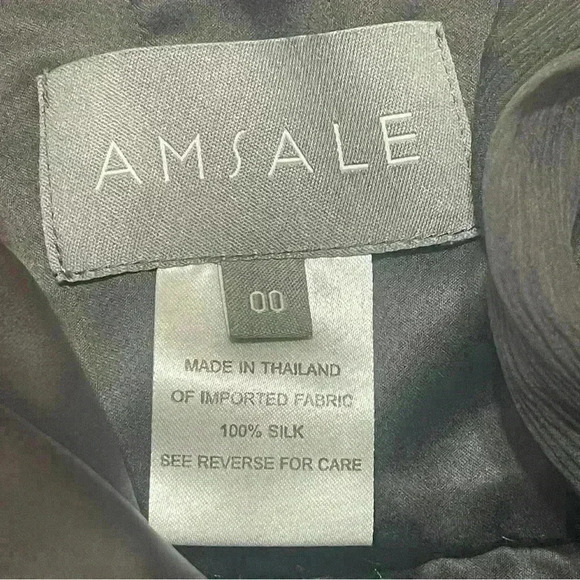 AMSALE
00
MADE IN THAILAND
OF IMPORTED FABRIC
100% SILK
SEE REVERSE FOR CARE